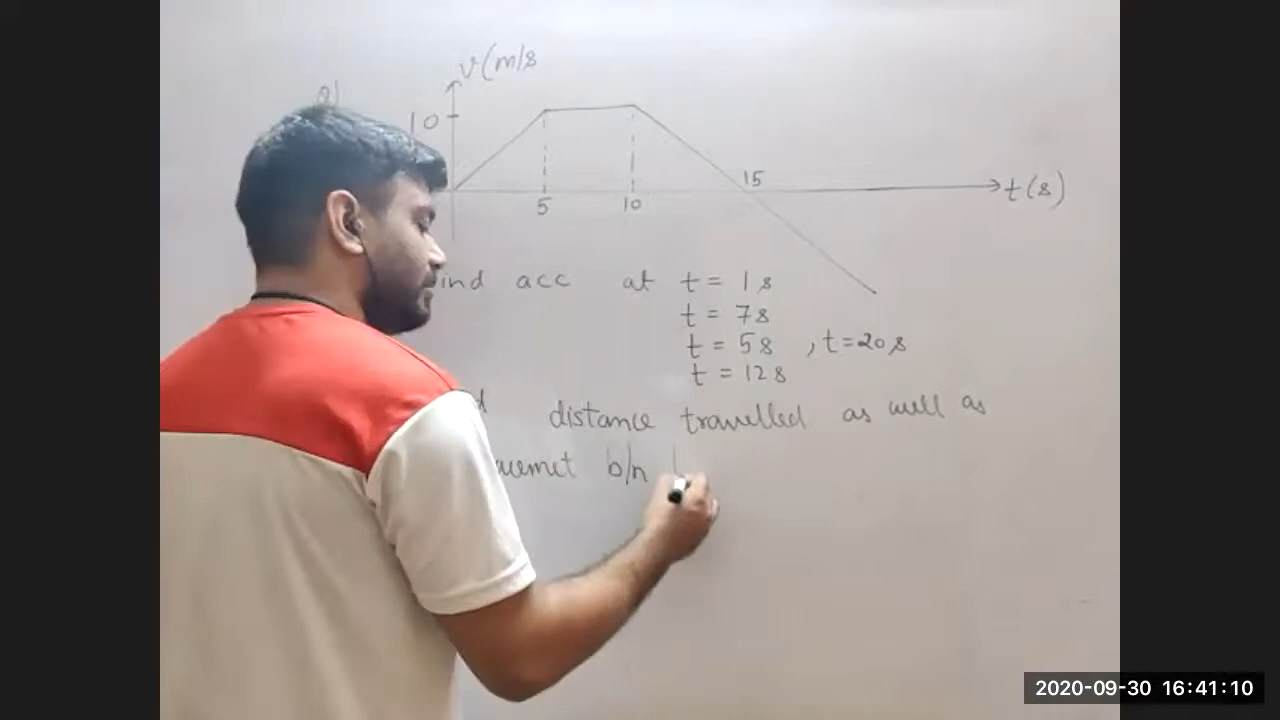 v(m/s
Q)
10
15
t(s)
5
10
ind acc at t = 1s
t = 7s
t = 5s , t=20s
t = 12s
d distance travelled as well as
acemet b/n
2020-09-30 16:41:10